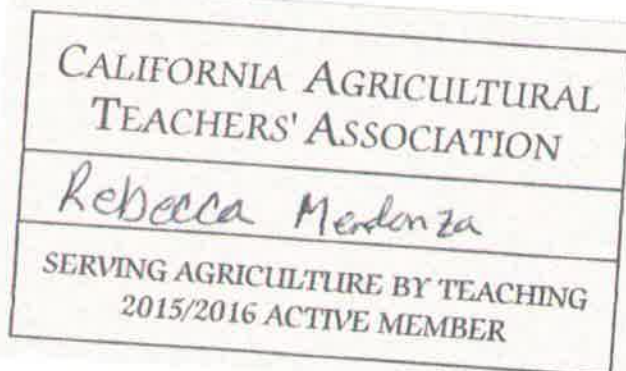 CALIFORNIA AGRICULTURAL
TEACHERS' ASSOCIATION
Rebecca Mendonza
SERVING AGRICULTURE BY TEACHING
2015/2016 ACTIVE MEMBER